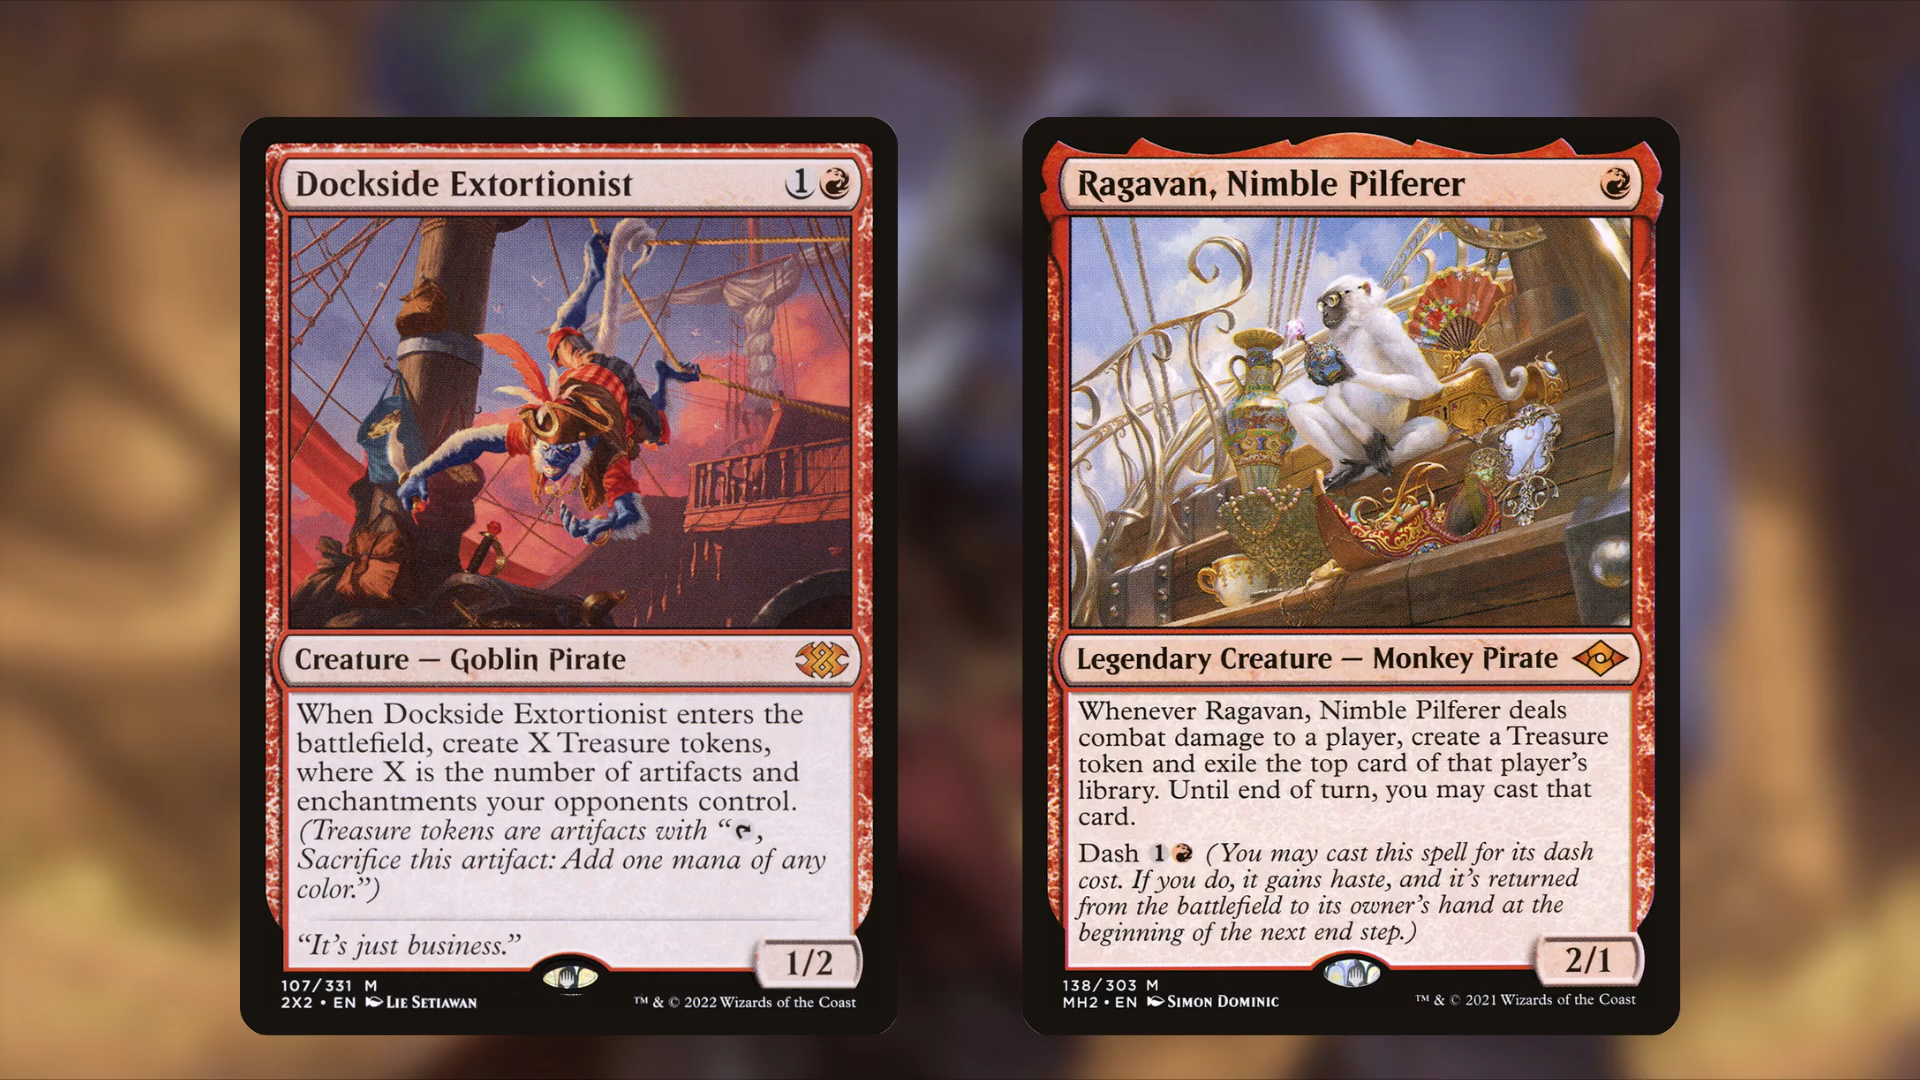 Dockside Extortionist 1
Creature — Goblin Pirate
When Dockside Extortionist enters the
battlefield, create X Treasure tokens,
where X is the number of artifacts and
enchantments your opponents control.
(Treasure tokens are artifacts with “ ,
Sacrifice this artifact: Add one mana of any
color.”)
“It’s just business.”
1/2
107/331 M
2X2 • EN Lie Setiawan
™ & © 2022 Wizards of the Coast
Ragavan, Nimble Pilferer
Legendary Creature — Monkey Pirate
Whenever Ragavan, Nimble Pilferer deals
combat damage to a player, create a Treasure
token and exile the top card of that player’s
library. Until end of turn, you may cast that
card.
Dash 1 (You may cast this spell for its dash
cost. If you do, it gains haste, and it’s returned
from the battlefield to its owner’s hand at the
beginning of the next end step.)
2/1
138/303 M
MH2 • EN Simon Dominic
™ & © 2021 Wizards of the Coast